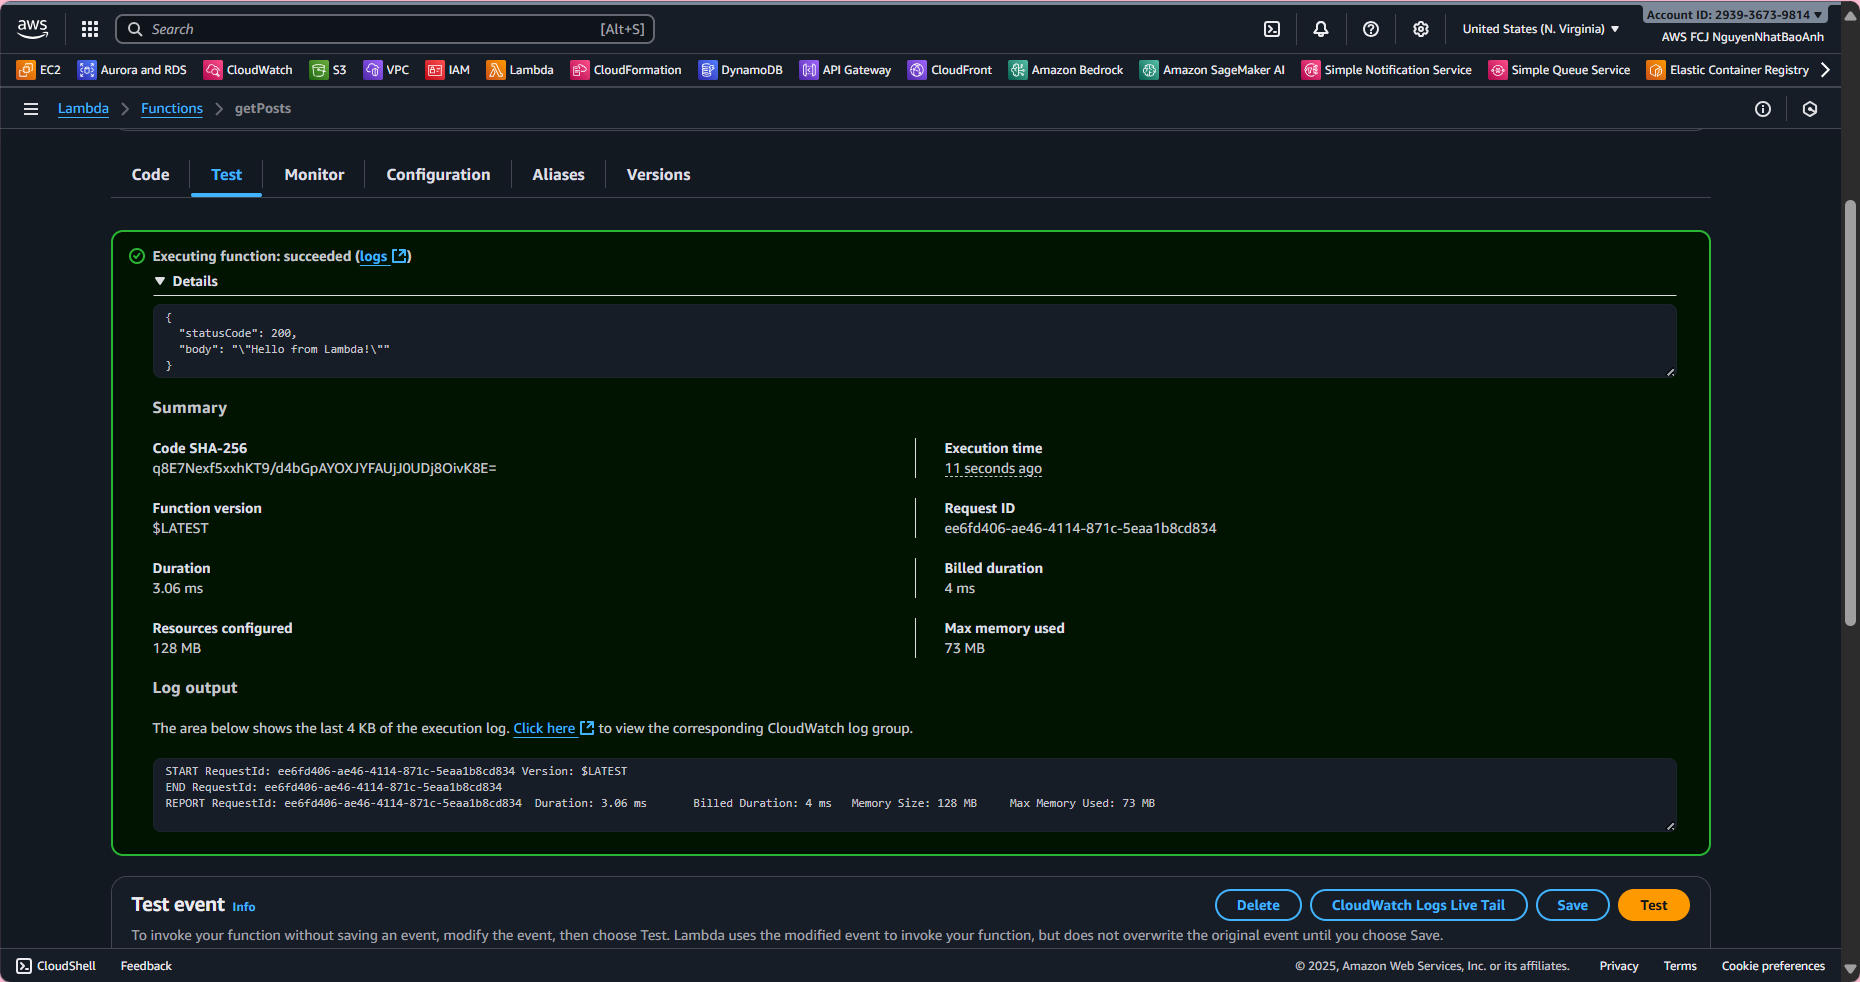 aws
Search [Alt+S]
United States (N. Virginia)
Account ID: 2939-3673-9814
AWS FCJ NguyenNhatBaoAnh
EC2 Aurora and RDS CloudWatch S3 VPC IAM Lambda CloudFormation DynamoDB API Gateway CloudFront Amazon Bedrock Amazon SageMaker AI Simple Notification Service Simple Queue Service Elastic Container Registry
Lambda Functions getPosts
Code Test Monitor Configuration Aliases Versions
Executing function: succeeded (logs)
Details
{
"statusCode": 200,
"body": "\"Hello from Lambda!\""
}
Summary
Code SHA-256
q8E7Nexf5xxhKT9/d4bGpAYOXJYFAUjJ0UDj8OivK8E=
Execution time
11 seconds ago
Function version
$LATEST
Request ID
ee6fd406-ae46-4114-871c-5eaa1b8cd834
Duration
3.06 ms
Billed duration
4 ms
Resources configured
128 MB
Max memory used
73 MB
Log output
The area below shows the last 4 KB of the execution log. Click here to view the corresponding CloudWatch log group.
START RequestId: ee6fd406-ae46-4114-871c-5eaa1b8cd834 Version: $LATEST
END RequestId: ee6fd406-ae46-4114-871c-5eaa1b8cd834
REPORT RequestId: ee6fd406-ae46-4114-871c-5eaa1b8cd834 Duration: 3.06 ms Billed Duration: 4 ms Memory Size: 128 MB Max Memory Used: 73 MB
Test event Info
Delete CloudWatch Logs Live Tail Save Test
To invoke your function without saving an event, modify the event, then choose Test. Lambda uses the modified event to invoke your function, but does not overwrite the original event until you choose Save.
CloudShell Feedback
© 2025, Amazon Web Services, Inc. or its affiliates. Privacy Terms Cookie preferences